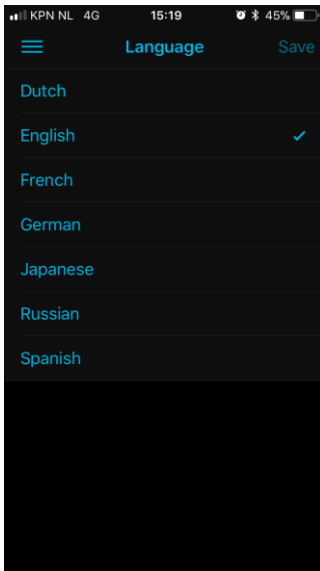 KPN NL 4G 15:19 45%
Language Save
Dutch
English
French
German
Japanese
Russian
Spanish